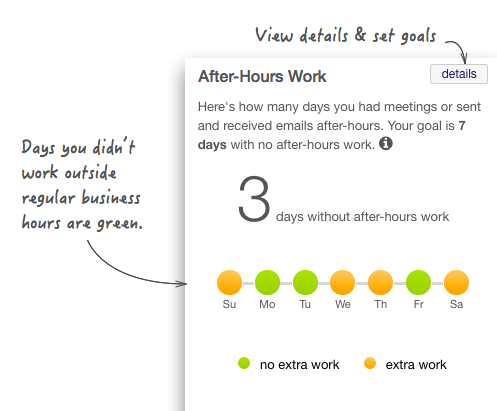 View details & set goals
After-Hours Work
details
Here's how many days you had meetings or sent
and received emails after-hours. Your goal is 7
days with no after-hours work.
Days you didn't
work outside
regular business
hours are green.
3 days without after-hours work
Su Mo Tu We Th Fr Sa
no extra work extra work